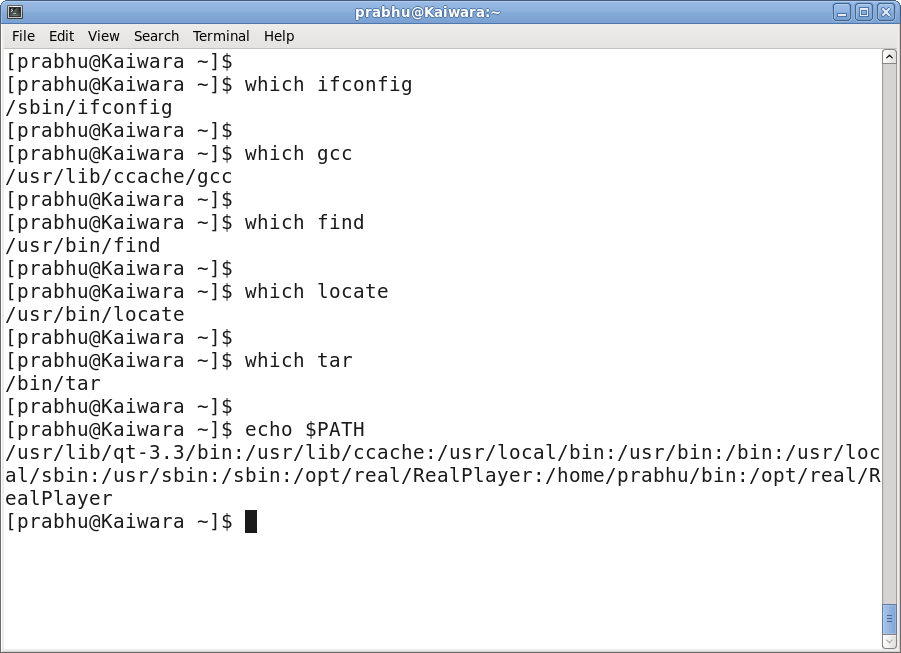 prabhu@Kaiwara:~
File Edit View Search Terminal Help
[prabhu@Kaiwara ~]$
[prabhu@Kaiwara ~]$ which ifconfig
/sbin/ifconfig
[prabhu@Kaiwara ~]$
[prabhu@Kaiwara ~]$ which gcc
/usr/lib/ccache/gcc
[prabhu@Kaiwara ~]$
[prabhu@Kaiwara ~]$ which find
/usr/bin/find
[prabhu@Kaiwara ~]$
[prabhu@Kaiwara ~]$ which locate
/usr/bin/locate
[prabhu@Kaiwara ~]$
[prabhu@Kaiwara ~]$ which tar
/bin/tar
[prabhu@Kaiwara ~]$
[prabhu@Kaiwara ~]$ echo $PATH
/usr/lib/qt-3.3/bin:/usr/lib/ccache:/usr/local/bin:/usr/bin:/bin:/usr/loc
al/sbin:/usr/sbin:/sbin:/opt/real/RealPlayer:/home/prabhu/bin:/opt/real/R
ealPlayer
[prabhu@Kaiwara ~]$